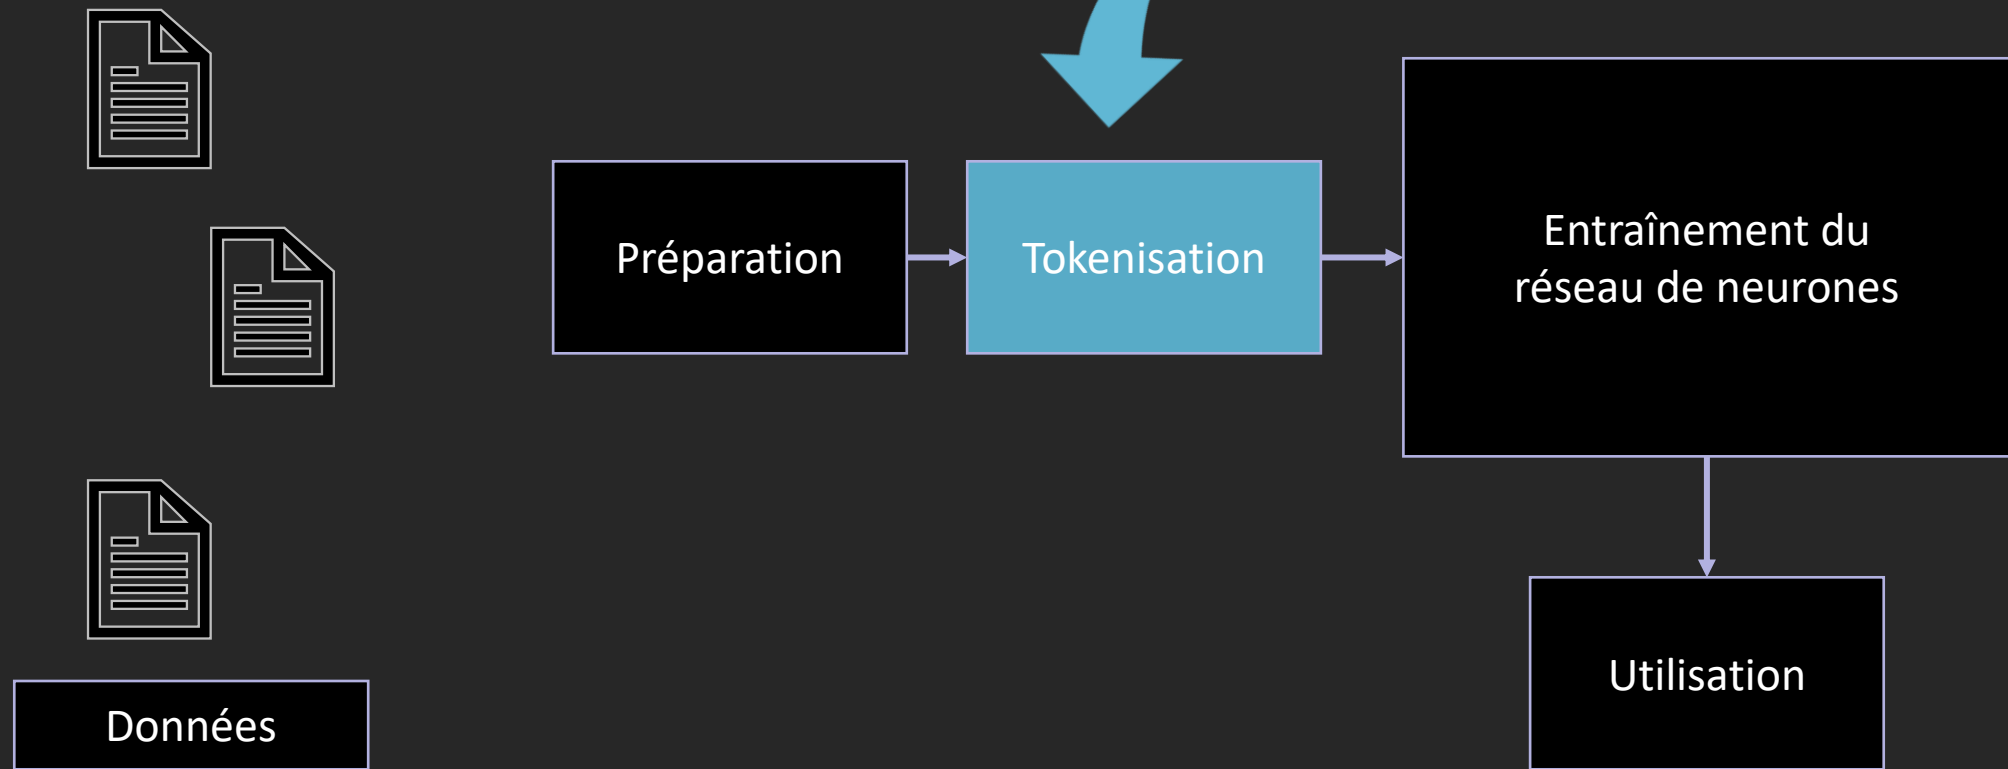 Préparation
Tokenisation
Entraînement du
réseau de neurones
Utilisation
Données